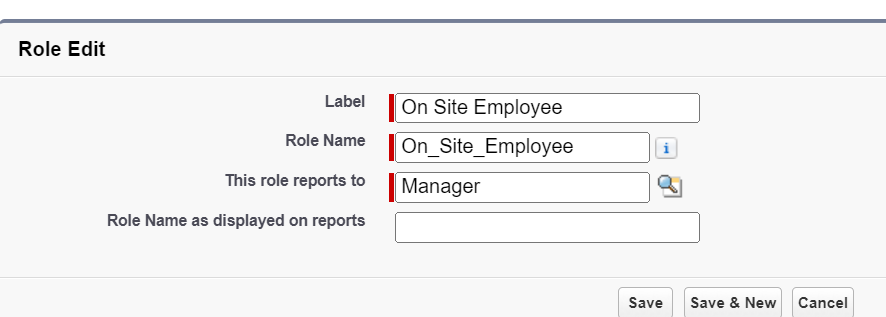 Role Edit
Label On Site Employee
Role Name On_Site_Employee i
This role reports to Manager
Role Name as displayed on reports
Save Save & New Cancel